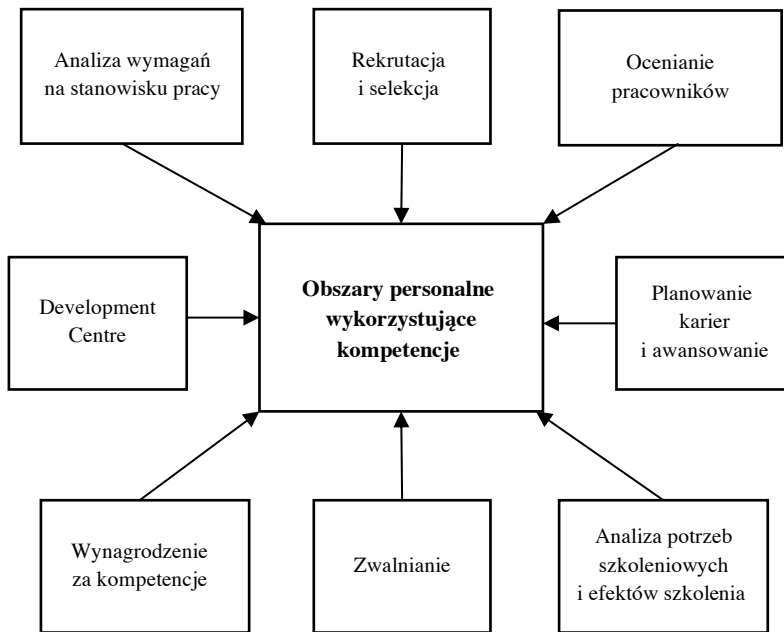 Analiza wymagań
na stanowisku pracy
Rekrutacja
i selekcja
Ocenianie
pracowników
Development
Centre
Obszary personalne
wykorzystujące
kompetencje
Planowanie
karier
i awansowanie
Wynagrodzenie
za kompetencje
Zwalnianie
Analiza potrzeb
szkoleniowych
i efektów szkolenia